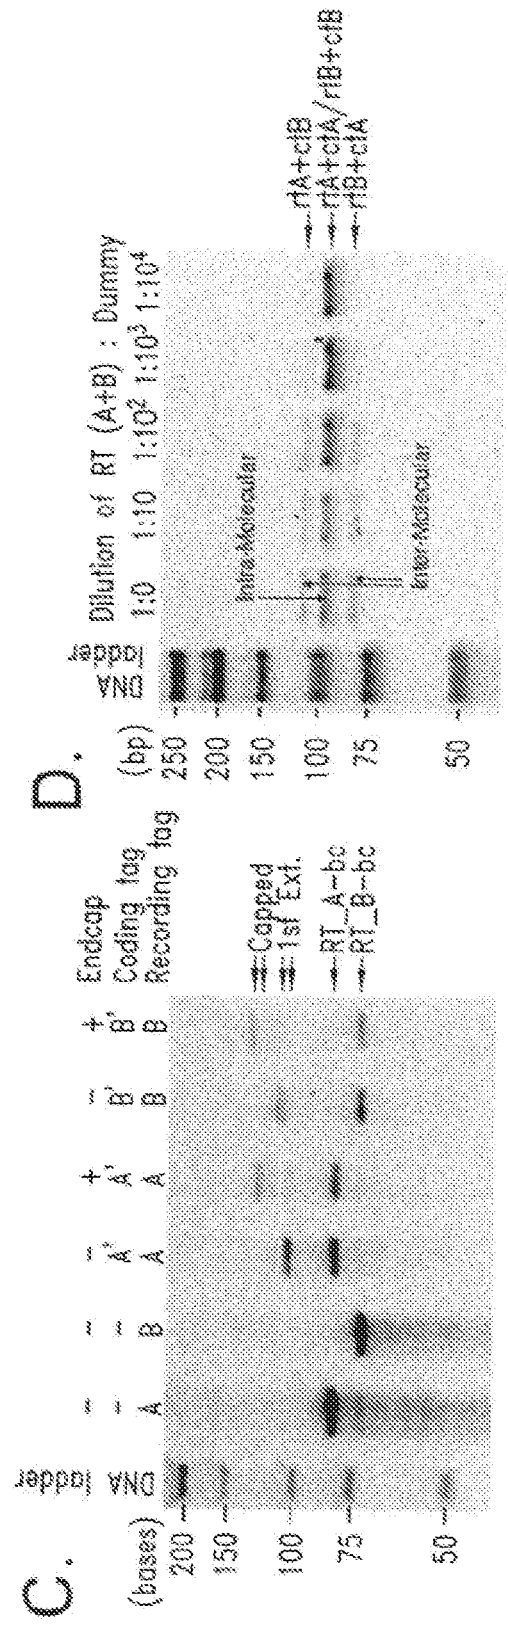 C.
Endcap - - - + - +
Coding tag - - A' A' B' B'
Recording tag A B A A B B
DNA ladder
(bases)
200
150
100
75
50
Capped
1st Ext.
RT_A-bc
RT_B-bc
D.
Dilution of RT (A+B) : Dummy
1:0 1:10 1:10² 1:10³ 1:10⁴
DNA
ladder
(bp)
250
200
150
100
75
50
Intra-Molecular
Inter-Molecular
rtA+ctB
rtA+ctA/rtB+ctB
rtB+ctA